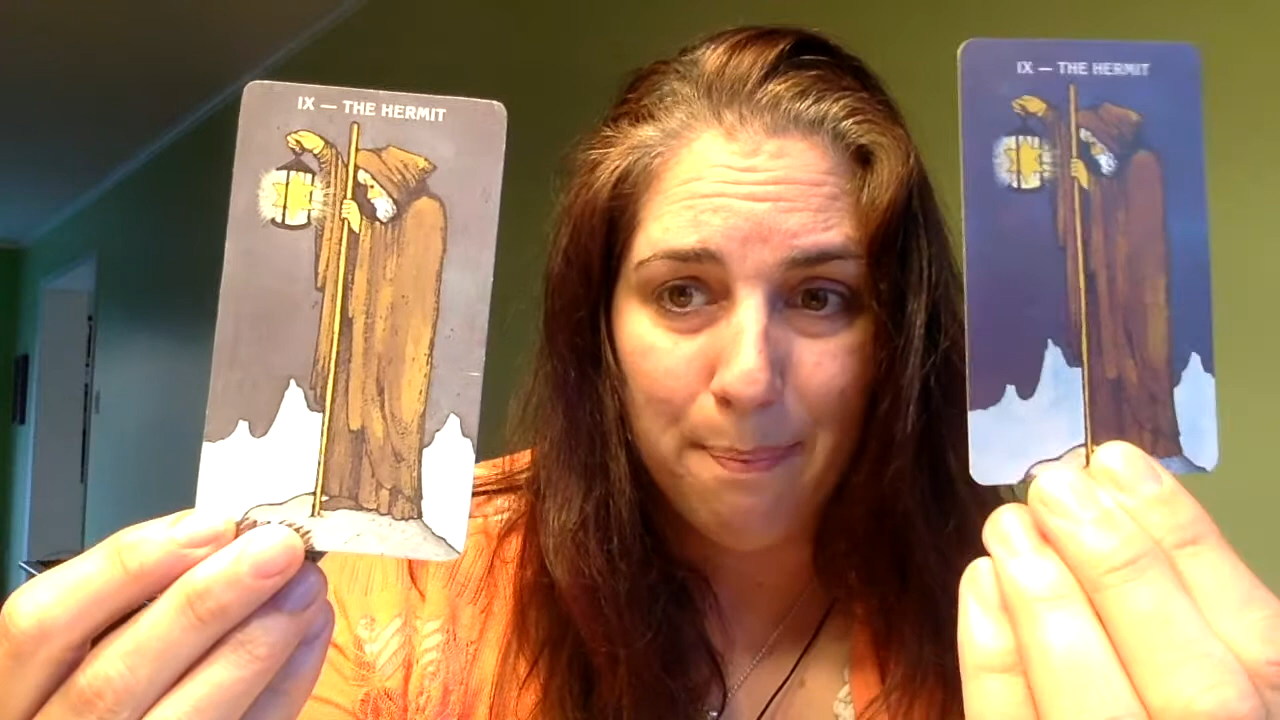 IX — THE HERMIT
IX — THE HERMIT